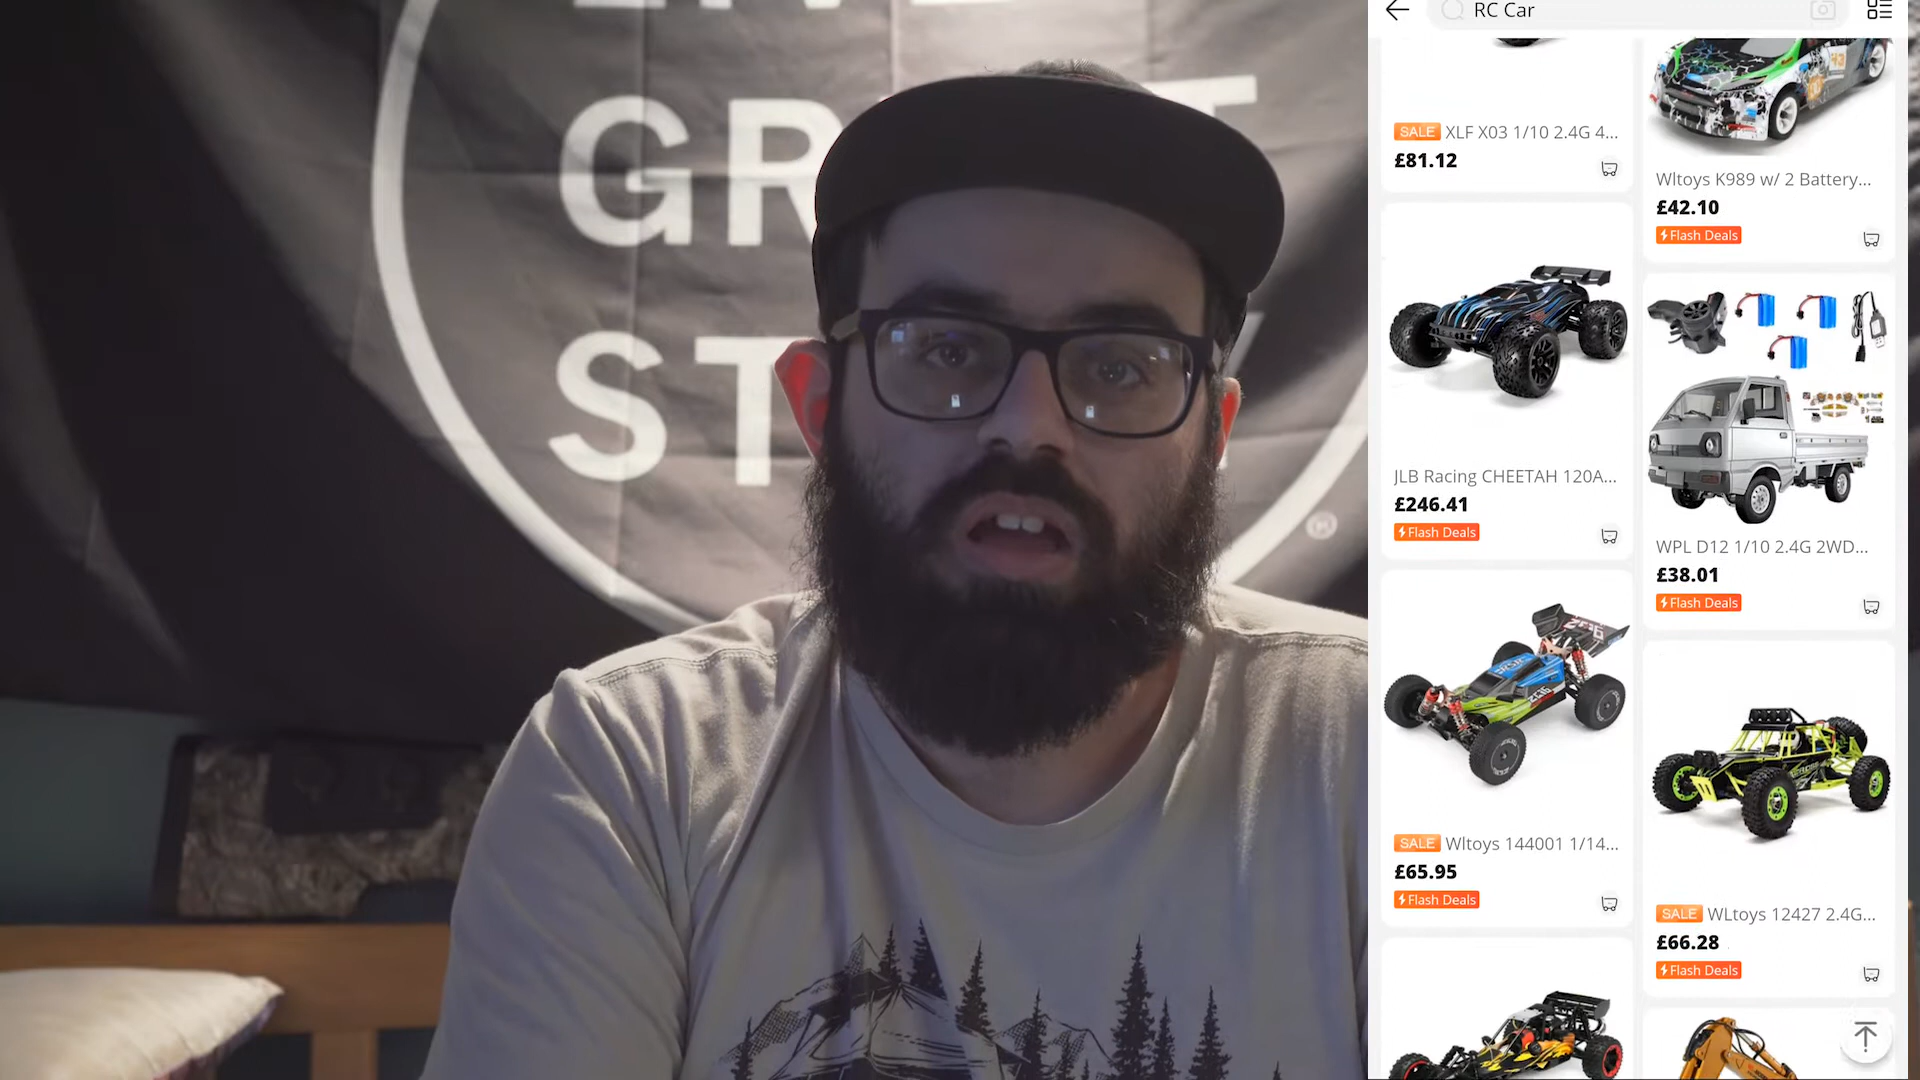 GR
ST
®
RC Car
SALE XLF X03 1/10 2.4G 4...
£81.12
Wltoys K989 w/ 2 Battery...
£42.10
Flash Deals
JLB Racing CHEETAH 120A...
£246.41
Flash Deals
WPL D12 1/10 2.4G 2WD...
£38.01
Flash Deals
SALE Wltoys 144001 1/14...
£65.95
Flash Deals
SALE WLtoys 12427 2.4G...
£66.28
Flash Deals